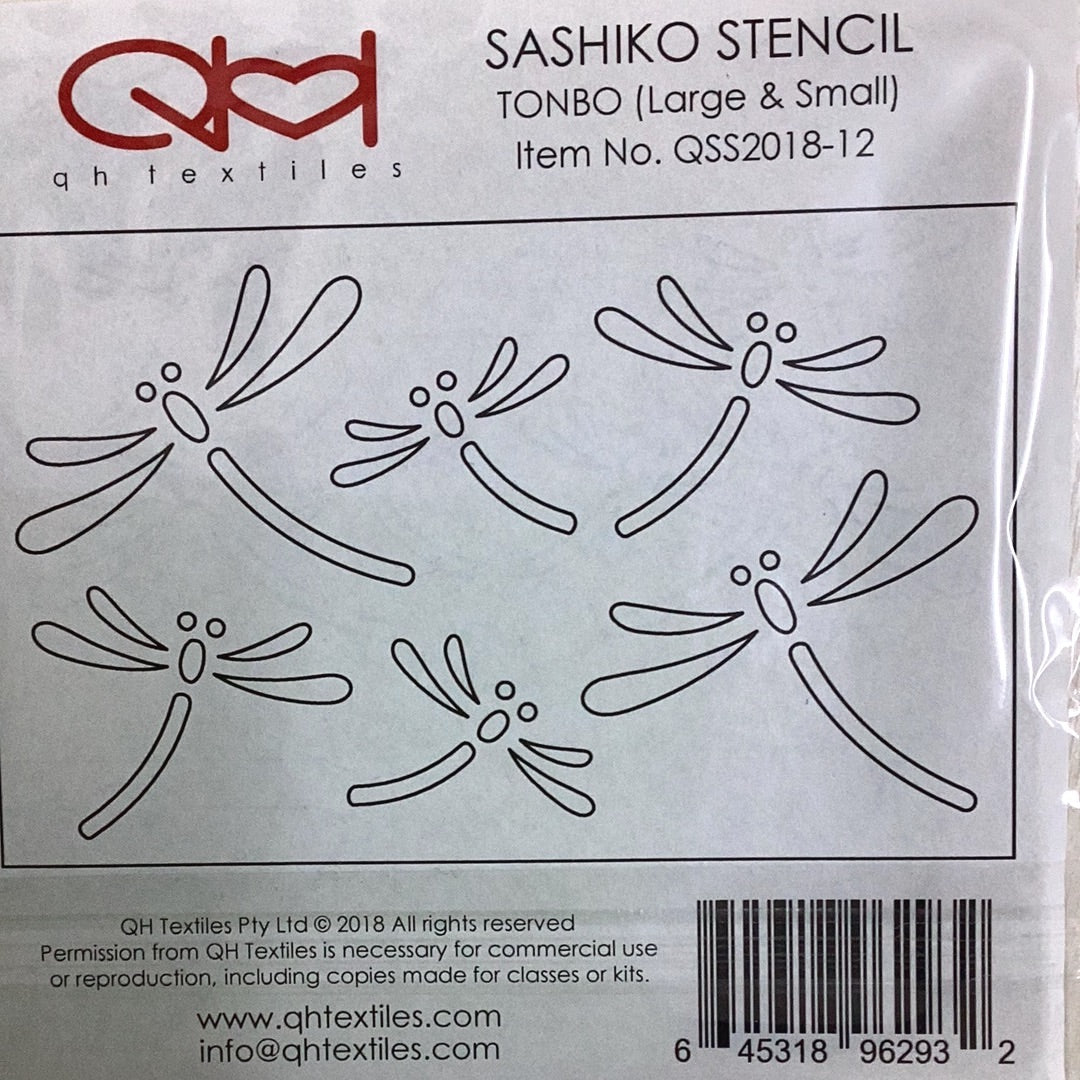 QH
qh textiles
SASHIKO STENCIL
TONBO (Large & Small)
Item No. QSS2018-12
QH Textiles Pty Ltd © 2018 All rights reserved
Permission from QH Textiles is necessary for commercial use
or reproduction, including copies made for classes or kits.
www.qhtextiles.com
info@qhtextiles.com
6 45318 96293 2